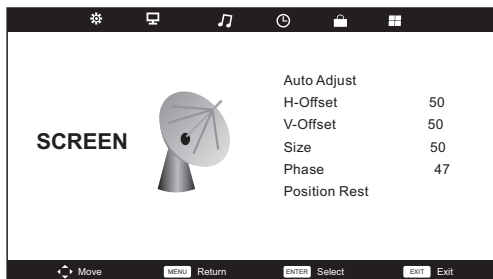 SCREEN
Auto Adjust
H-Offset 50
V-Offset 50
Size 50
Phase 47
Position Rest
Move MENU Return ENTER Select EXIT Exit